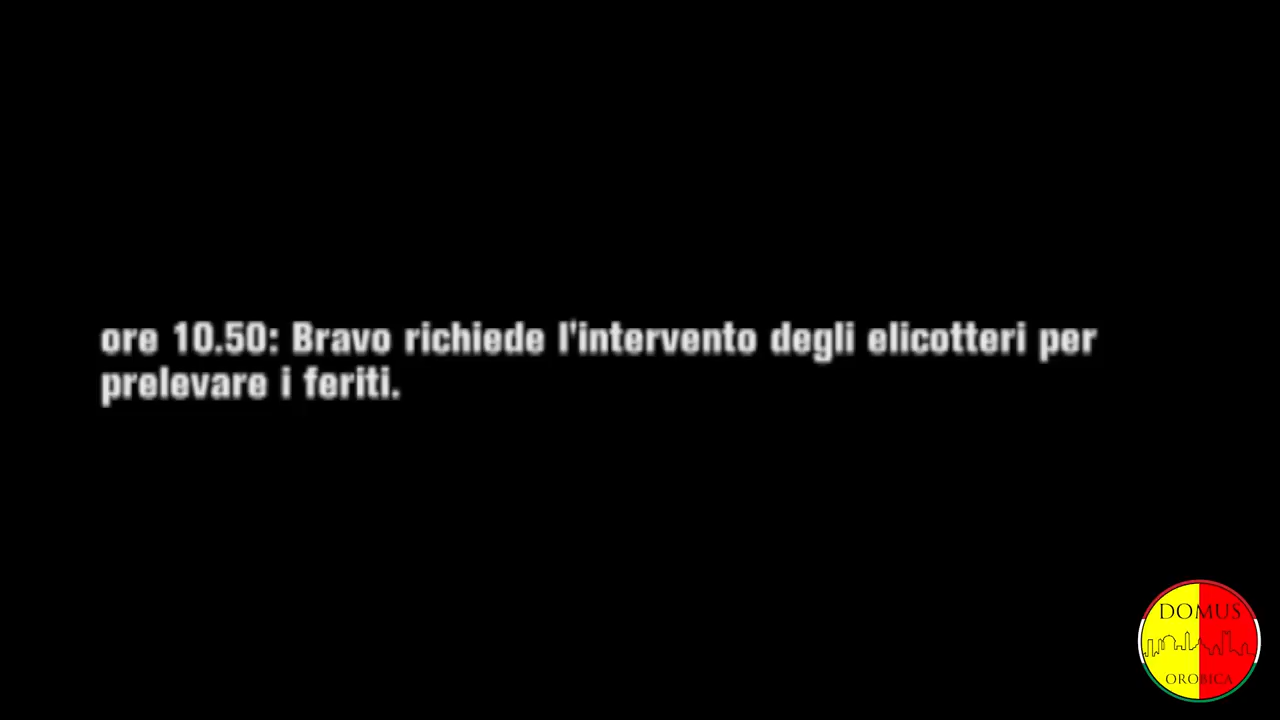 ore 10.50: Bravo richiede l'intervento degli elicotteri per
prelevare i feriti.
DOMUS
OROBICA